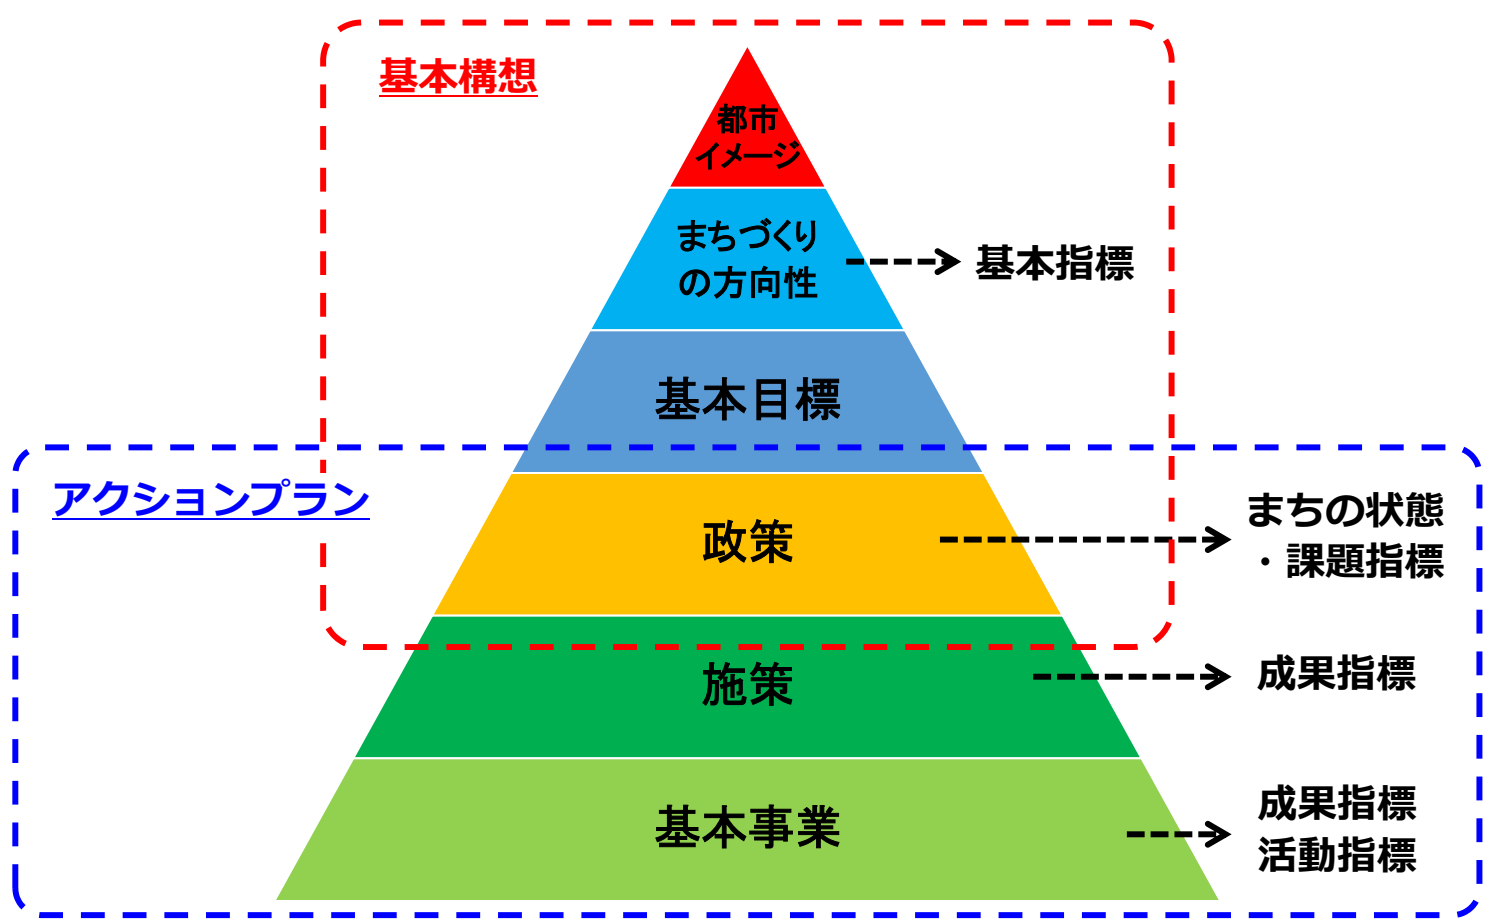 基本構想
都市
イメージ
まちづくり
の方向性
基本指標
基本目標
アクションプラン
政策
まちの状態
・課題指標
施策
成果指標
基本事業
成果指標
活動指標